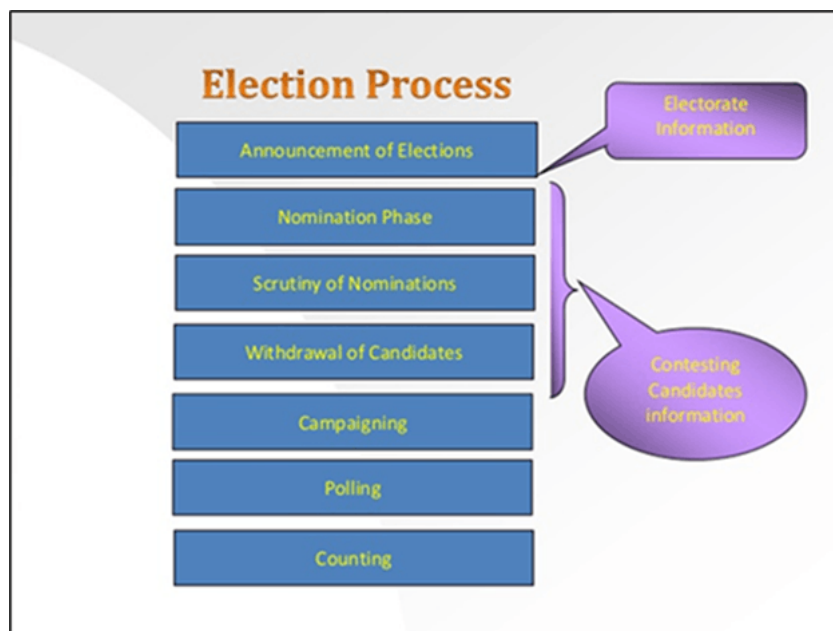 Election Process
Electorate
Information
Announcement of Elections
Nomination Phase
Scrutiny of Nominations
Withdrawal of Candidates
Contesting
Candidates
information
Campaigning
Polling
Counting